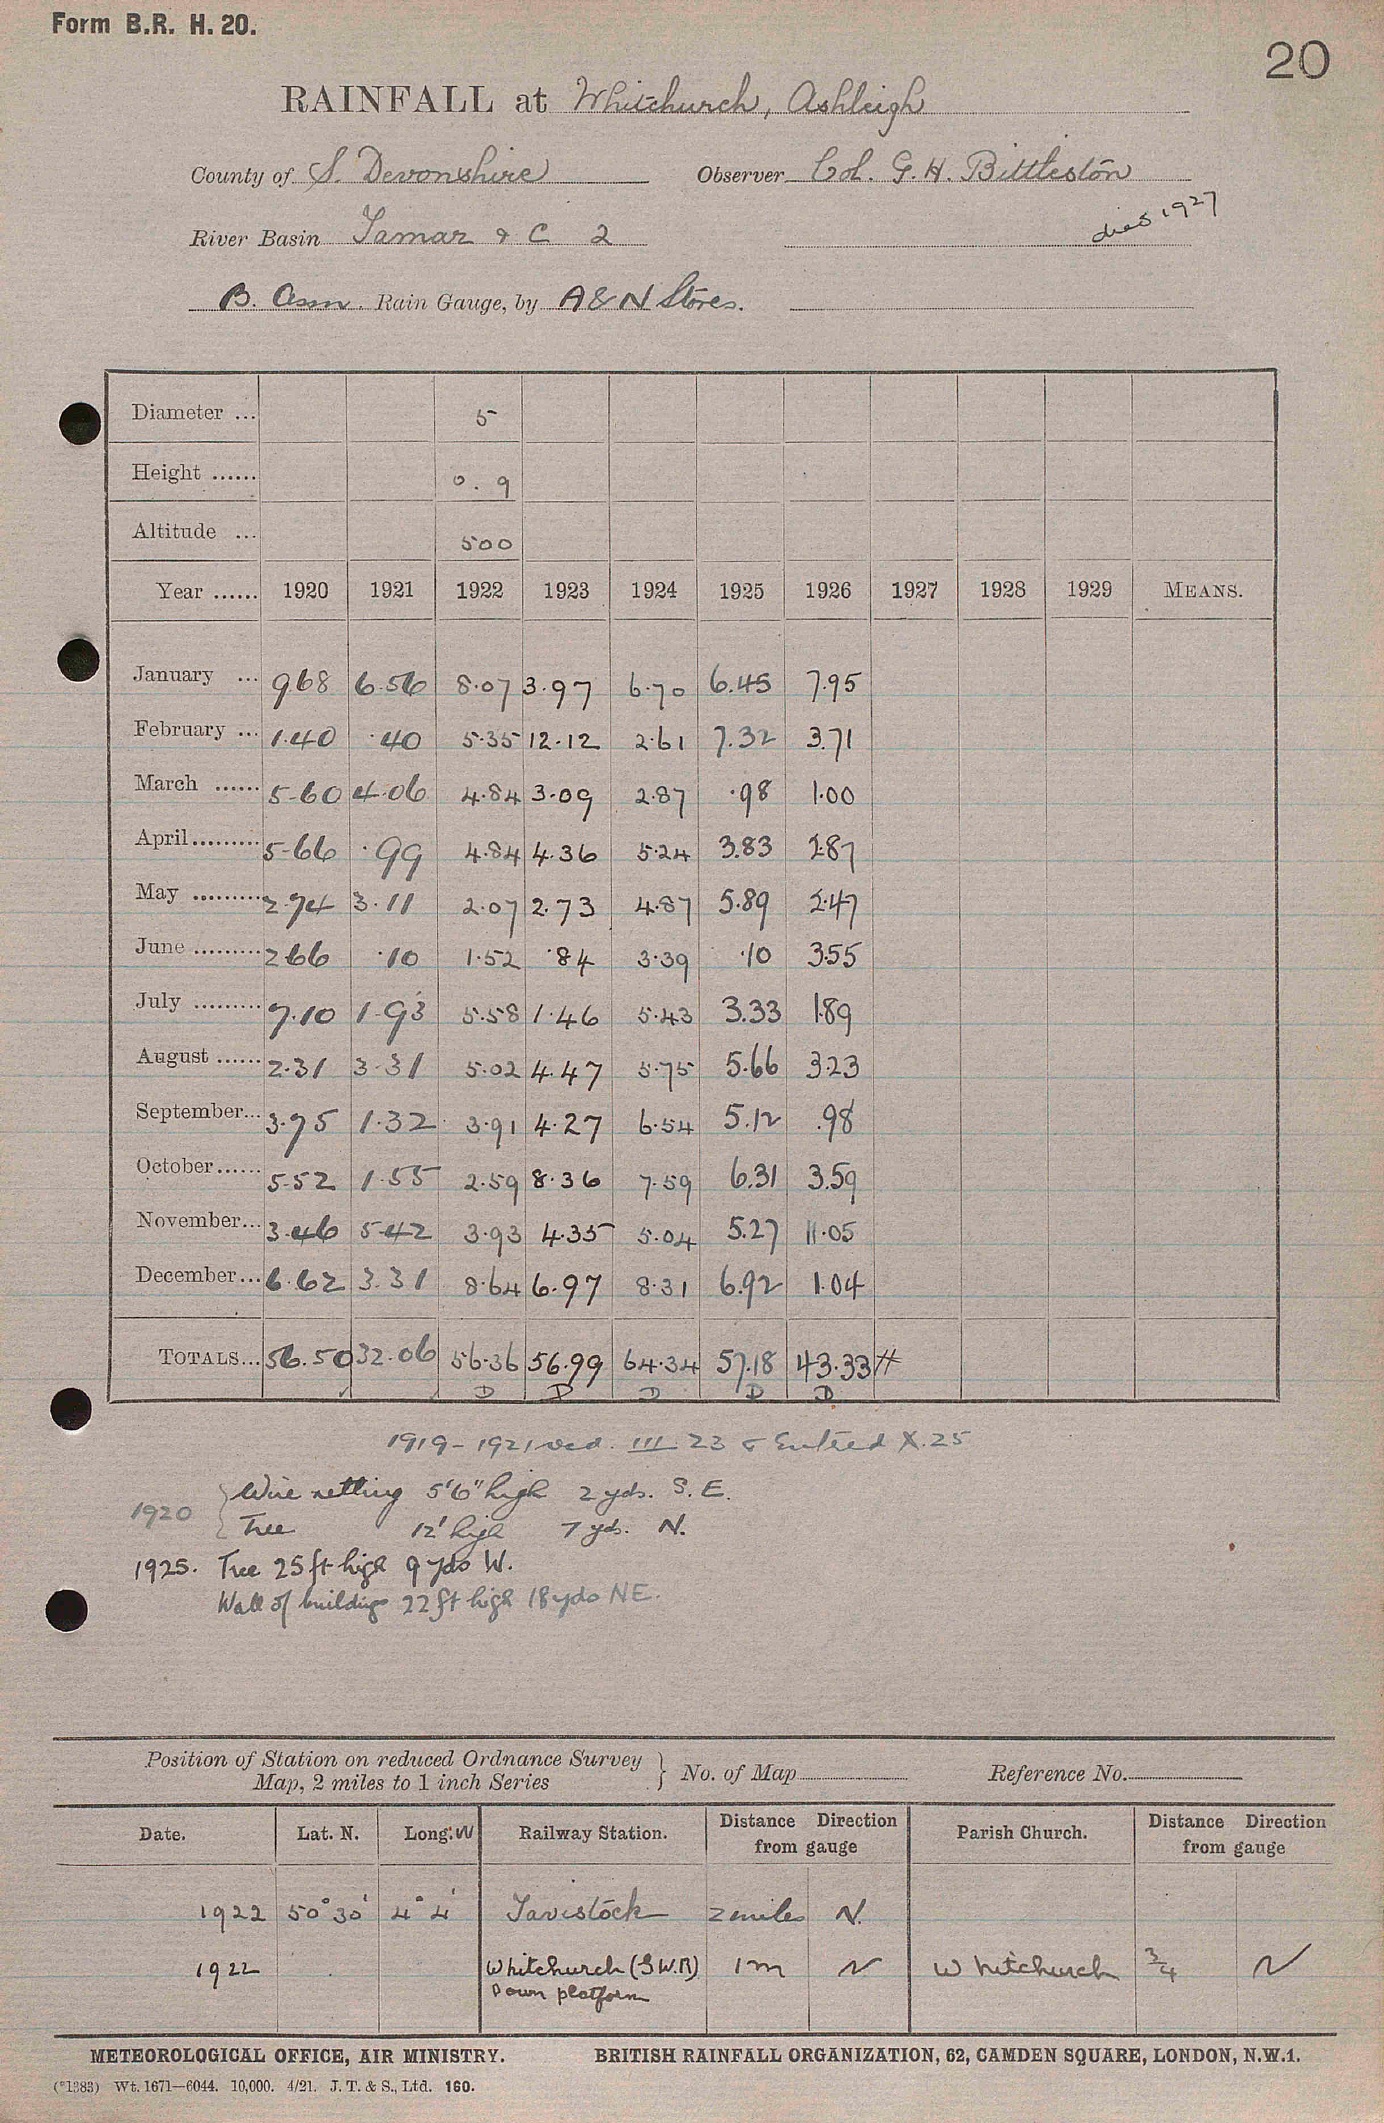 Form B.R. H. 20.
20
RAINFALL at Whitchurch, Ashleigh
County of S. Devonshire Observer Col. G. H. Bittleston
River Basin Tamar & C 2 died 1927
B. Assn. Rain Gauge, by A & N Stores.
Diameter ... 5
Height ...... 0. 9
Altitude ... 500
Year ...... 1920 1921 1922 1923 1924 1925 1926 1927 1928 1929 MEANS.
January ... 9.68 6.56 8.07 3.97 6.70 6.45 7.95
February ... 1.40 .40 5.35 12.12 2.61 7.32 3.71
March ...... 5.60 4.06 4.84 3.09 2.87 .98 1.00
April......... 5.66 .99 4.84 4.36 5.24 3.83 2.87
May ......... 2.74 3.11 2.07 2.73 4.87 5.89 2.47
June ......... 2.66 .10 1.52 .84 3.39 .10 3.55
July ......... 7.10 1.93 5.58 1.46 5.43 3.33 1.89
August ...... 2.31 3.31 5.02 4.47 5.75 5.66 3.23
September... 3.75 1.32 3.91 4.27 6.54 5.12 .98
October...... 5.52 1.55 2.59 8.36 7.59 6.31 3.59
November... 3.46 5.42 3.93 4.35 5.04 5.27 11.05
December... 6.62 3.31 8.64 6.97 8.31 6.92 1.04
TOTALS... 56.50 32.06 56.36 56.99 64.34 57.18 43.33 #
D D D D D
1919 - 1921 recd. III 23 & Entered X.25
1920 { Wire netting 5'6" high 2 yds. S. E.
Tree 12' high 7 yds. N.
1925. Tree 25 ft high 9 yds W.
Wall of buildings 22 ft high 18 yds NE.
Position of Station on reduced Ordnance Survey
Map, 2 miles to 1 inch Series } No. of Map Reference No.
Date. Lat. N. Long. W Railway Station. Distance Direction from gauge Parish Church. Distance Direction from gauge
1922 50° 30' 4° 4' Tavistock 2 miles N.
1922 Whitchurch (G.W.R) 1 m N Whitchurch 3/4 N
Down platform
METEOROLOGICAL OFFICE, AIR MINISTRY. BRITISH RAINFALL ORGANIZATION, 62, CAMDEN SQUARE, LONDON, N.W.1.
(*1383) Wt. 1671—6044. 10,000. 4/21. J. T. & S., Ltd. 160.